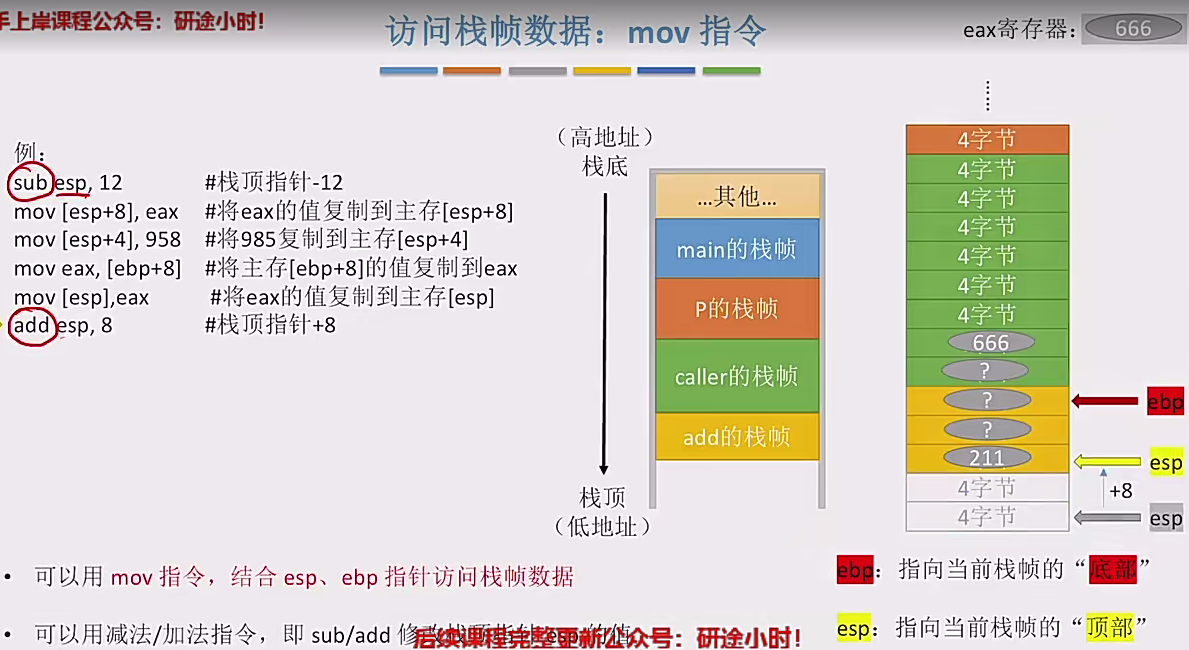 手上岸课程公众号：研途小时!
访问栈帧数据：mov 指令
eax寄存器：
666
例：
sub esp, 12 #栈顶指针-12
mov [esp+8], eax #将eax的值复制到主存[esp+8]
mov [esp+4], 958 #将985复制到主存[esp+4]
mov eax, [ebp+8] #将主存[ebp+8]的值复制到eax
mov [esp],eax #将eax的值复制到主存[esp]
add esp, 8 #栈顶指针+8
（高地址）
栈底
栈顶
（低地址）
...其他...
main的栈帧
P的栈帧
caller的栈帧
add的栈帧
4字节
4字节
4字节
4字节
4字节
4字节
4字节
666
?
?
?
211
4字节
4字节
ebp
esp
+8
esp
• 可以用 mov 指令，结合 esp、ebp 指针访问栈帧数据
• 可以用减法/加法指令，即 sub/add 修改栈顶指针 esp 的值
后续课程完整更新公众号：研途小时!
ebp：指向当前栈帧的“底部”
esp：指向当前栈帧的“顶部”